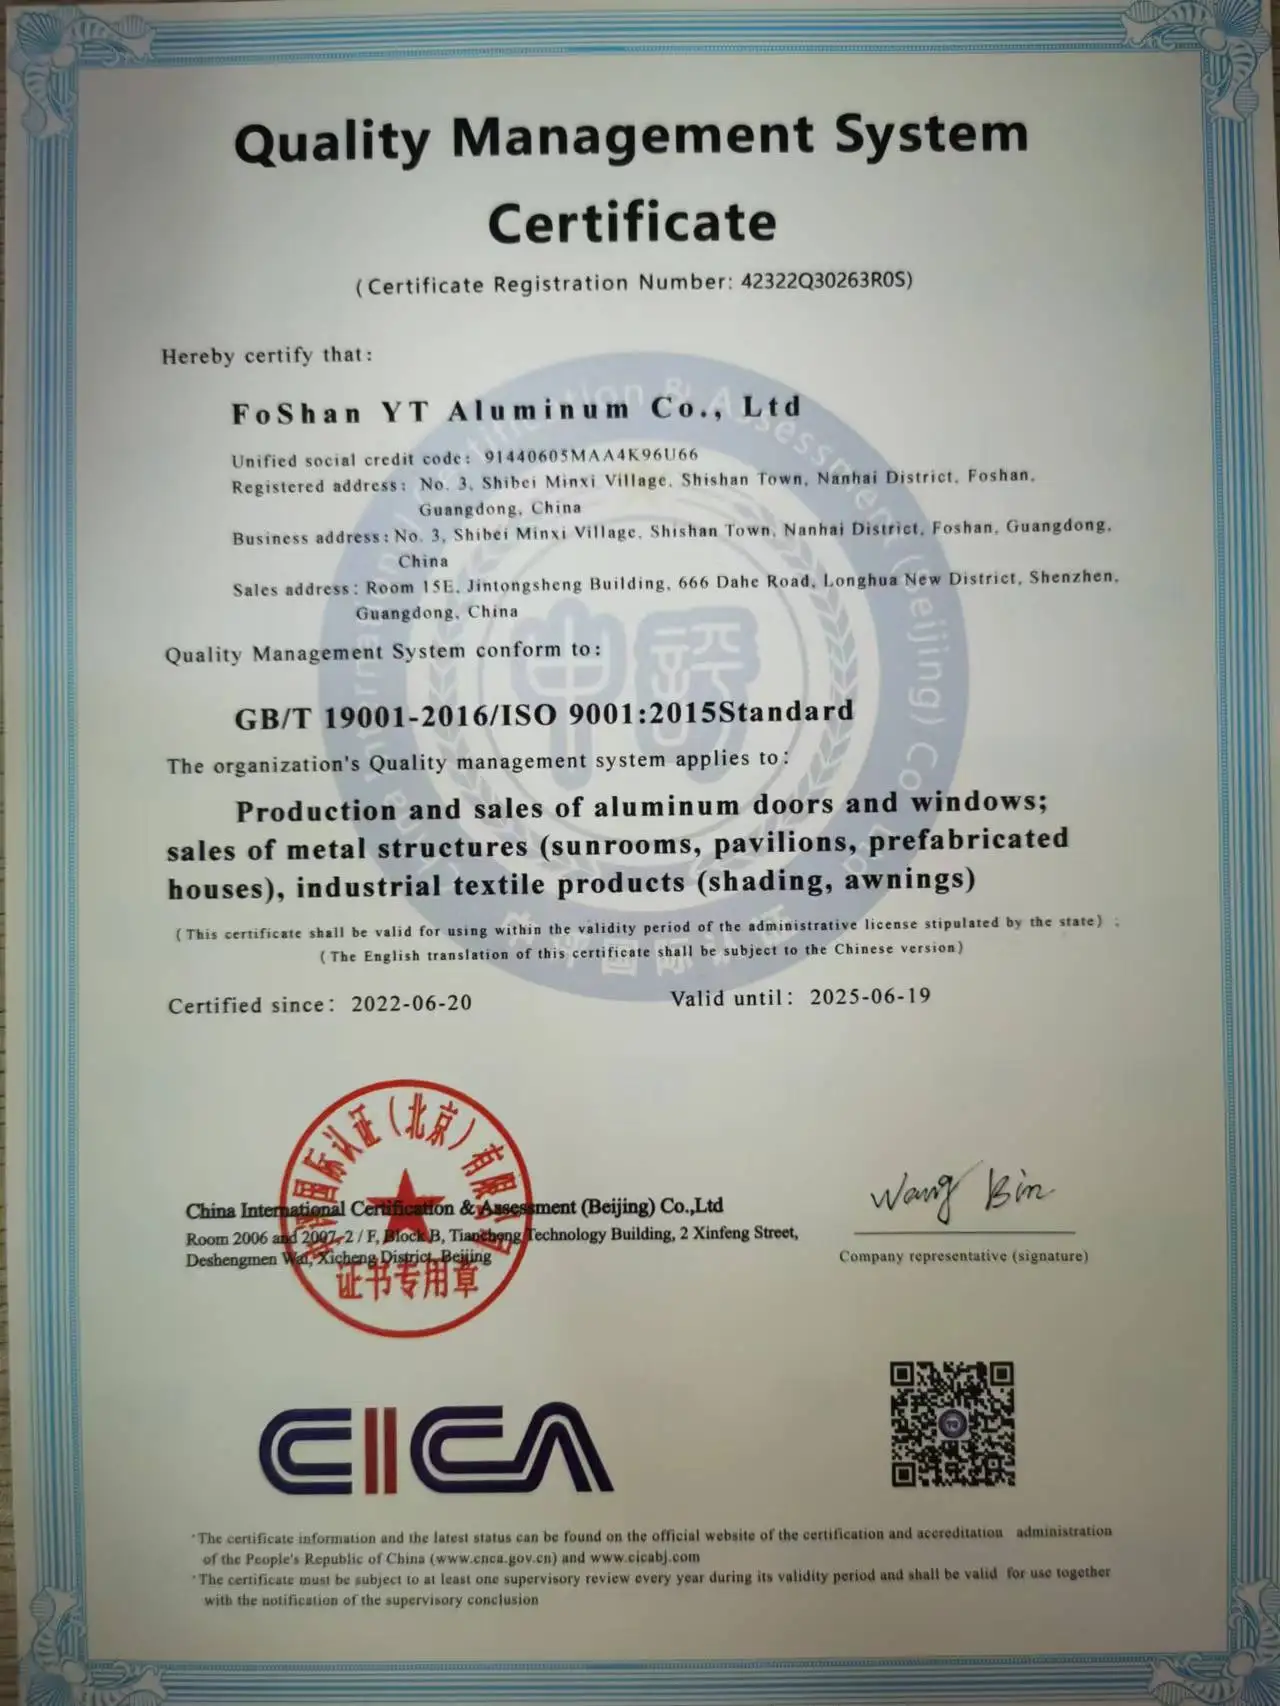 Quality Management System
Certificate
(Certificate Registration Number: 42322Q30263R0S)
Hereby certify that:
FoShan YT Aluminum Co., Ltd
Unified social credit code: 91440605MAA4K96U66
Registered address: No. 3, Shibei Minxi Village, Shishan Town, Nanhai District, Foshan,
Guangdong, China
Business address: No. 3, Shibei Minxi Village, Shishan Town, Nanhai District, Foshan, Guangdong,
China
Sales address: Room 15E, Jintongsheng Building, 666 Dahe Road, Longhua New District, Shenzhen,
Guangdong, China
Quality Management System conform to:
GB/T 19001-2016/ISO 9001:2015Standard
The organization's Quality management system applies to:
Production and sales of aluminum doors and windows;
sales of metal structures (sunrooms, pavilions, prefabricated
houses), industrial textile products (shading, awnings)
(This certificate shall be valid for using within the validity period of the administrative license stipulated by the state) ;
(The English translation of this certificate shall be subject to the Chinese version)
Certified since: 2022-06-20
Valid until: 2025-06-19
国际认证(北京)有限公司
证书专用章
China International Certification & Assessment (Beijing) Co.,Ltd
Room 2006 and 2007, 2 / F, Block B, Tiancheng Technology Building, 2 Xinfeng Street,
Deshengmen Wai, Xicheng District, Beijing
Wang Bin
Company representative (signature)
CICA
*The certificate information and the latest status can be found on the official website of the certification and accreditation administration
of the People's Republic of China (www.cnca.gov.cn) and www.cicabj.com
*The certificate must be subject to at least one supervisory review every year during its validity period and shall be valid for use together
with the notification of the supervisory conclusion